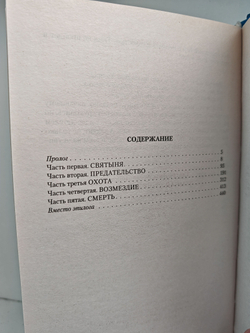 СОДЕРЖАНИЕ
Пролог
Часть первая. СВЯТЫНЯ
Часть вторая. ПРЕДАТЕЛЬСТВО
Часть третья ОХОТА
Часть четвертая. ВОЗМЕЗДИЕ
Часть пятая. СМЕРТЬ
Вместо эпилога